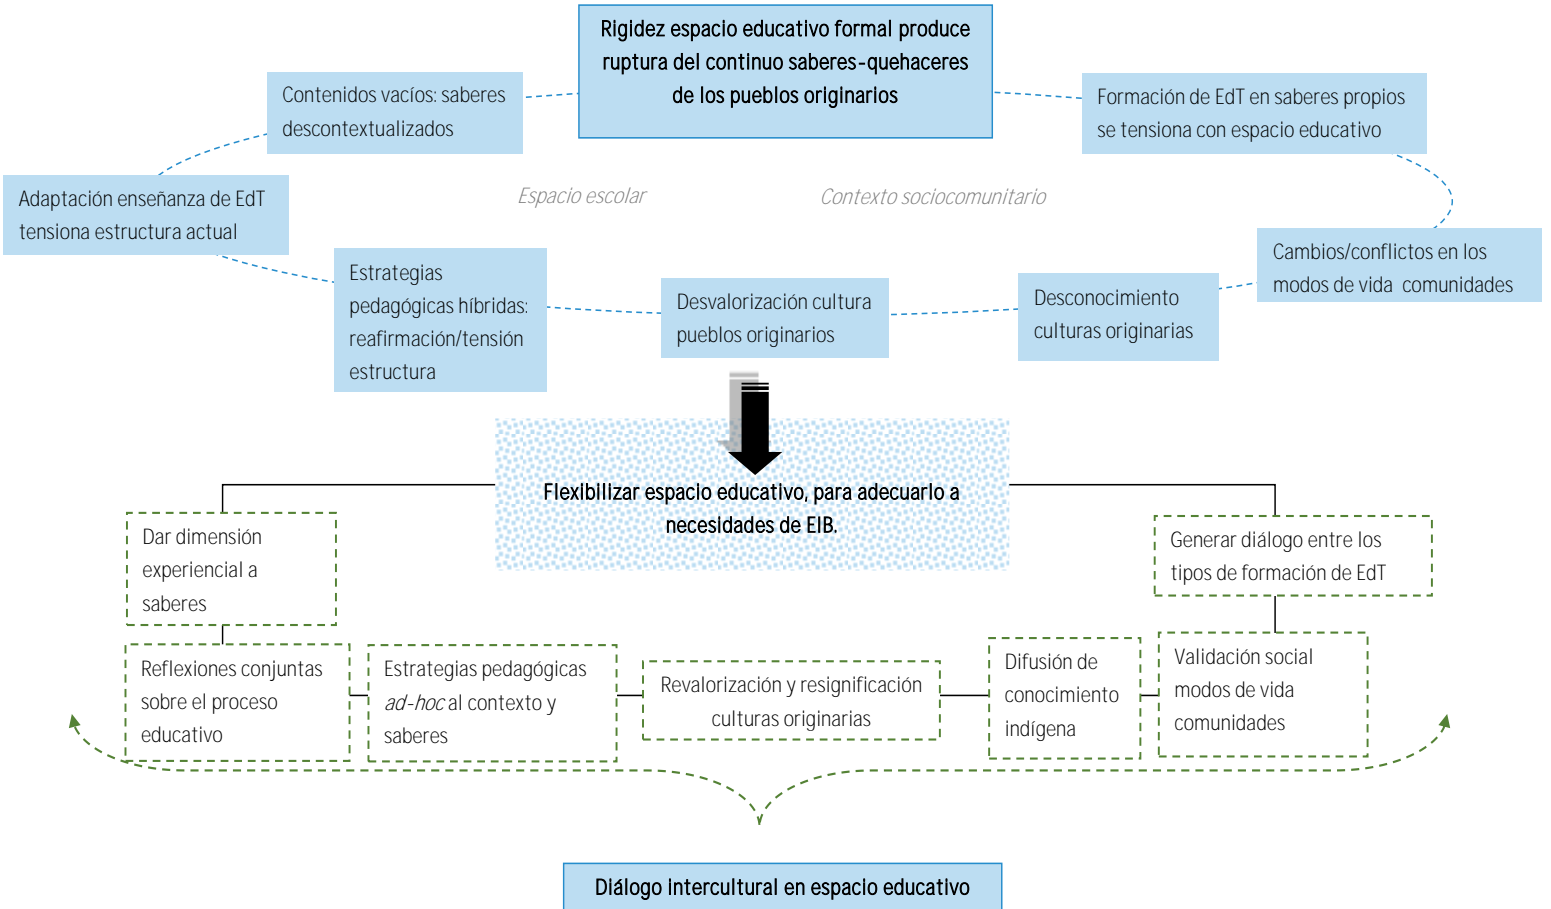 Rigidez espacio educativo formal produce
ruptura del continuo saberes-quehaceres
de los pueblos originarios
Contenidos vacíos: saberes
descontextualizados
Formación de EdT en saberes propios
se tensiona con espacio educativo
Adaptación enseñanza de EdT
tensiona estructura actual
Espacio escolar
Contexto sociocomunitario
Cambios/conflictos en los
modos de vida comunidades
Estrategias
pedagógicas híbridas:
reafirmación/tensión
estructura
Desvalorización cultura
pueblos originarios
Desconocimiento
culturas originarias
Flexibilizar espacio educativo, para adecuarlo a
necesidades de EIB.
Dar dimensión
experiencial a
saberes
Generar diálogo entre los
tipos de formación de EdT
Reflexiones conjuntas
sobre el proceso
educativo
Estrategias pedagógicas
ad-hoc al contexto y
saberes
Revalorización y resignificación
culturas originarias
Difusión de
conocimiento
indígena
Validación social
modos de vida
comunidades
Diálogo intercultural en espacio educativo